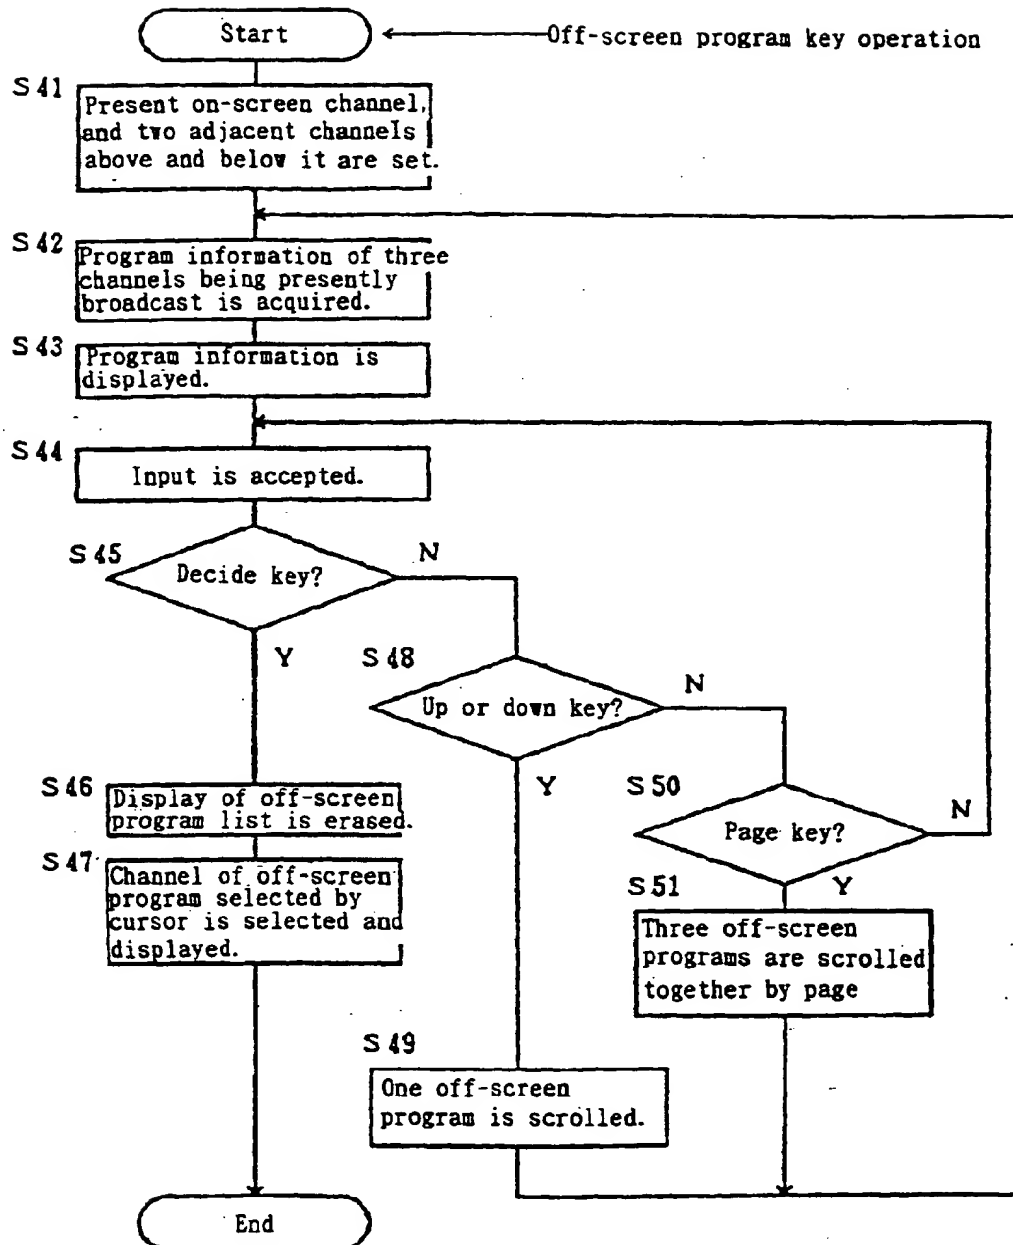 Start
Off-screen program key operation
S41
Present on-screen channel,
and two adjacent channels
above and below it are set.
S42
Program information of three
channels being presently
broadcast is acquired.
S43
Program information is
displayed.
S44
Input is accepted.
S45
Decide key?
N
Y
S48
Up or down key?
N
Y
S46
Display of off-screen
program list is erased.
S50
Page key?
N
Y
S47
Channel of off-screen
program selected by
cursor is selected and
displayed.
S51
Three off-screen
programs are scrolled
together by page
S49
One off-screen
program is scrolled.
End